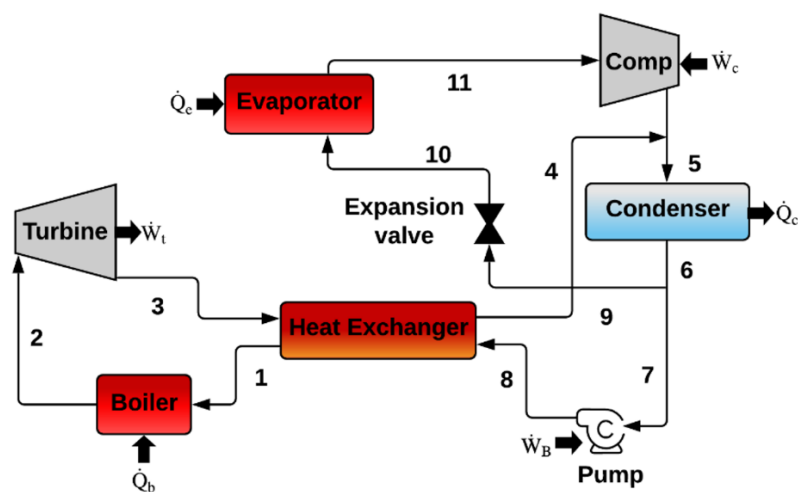 Comp
Ẇc
11
Evaporator
Q̇e
10
4
5
Expansion
valve
Condenser
Q̇c
Turbine
Ẇt
6
3
9
Heat Exchanger
2
1
8
7
Boiler
C
ẆB
Pump
Q̇b